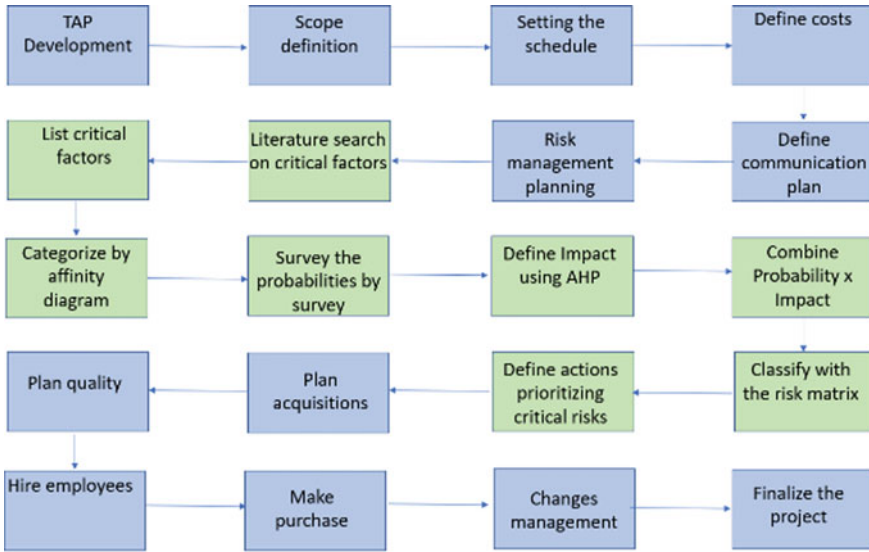 TAP
Development
Scope
definition
Setting the
schedule
Define costs
List critical
factors
Literature search
on critical factors
Risk
management
planning
Define
communication
plan
Categorize by
affinity
diagram
Survey the
probabilities by
survey
Define Impact
using AHP
Combine
Probability x
Impact
Plan quality
Plan
acquisitions
Define actions
prioritizing
critical risks
Classify with
the risk matrix
Hire employees
Make
purchase
Changes
management
Finalize the
project